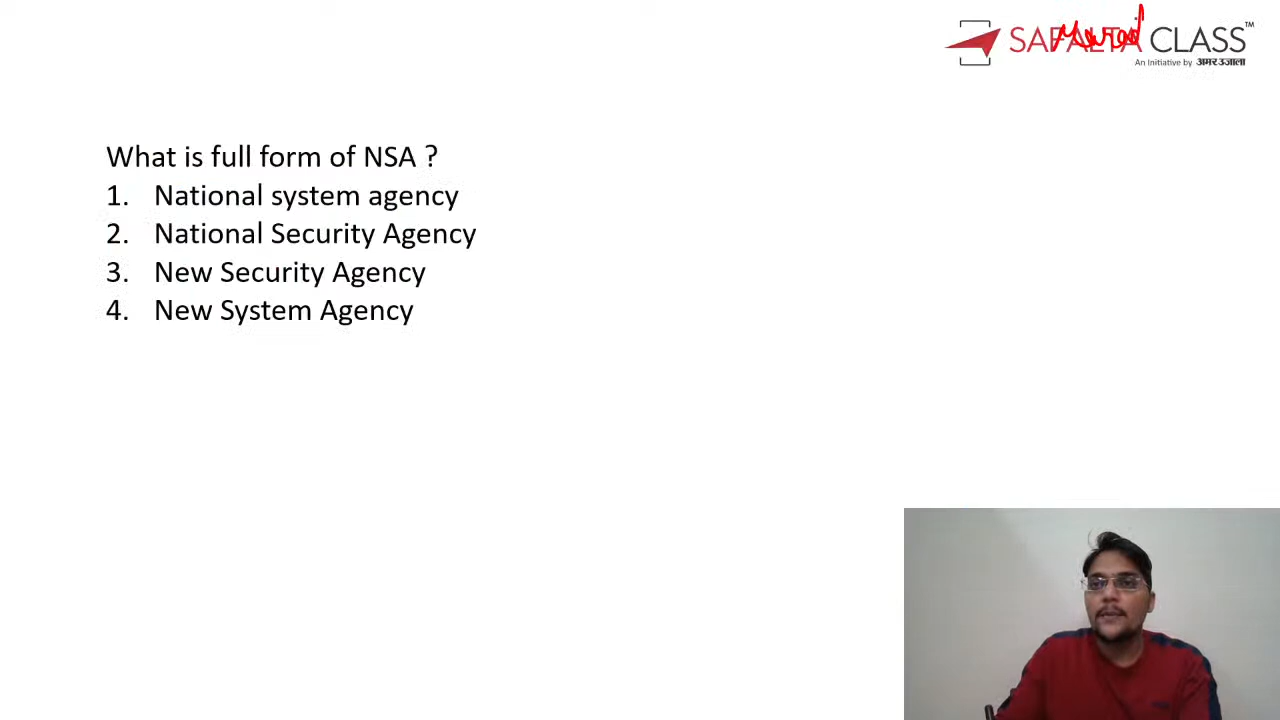 SAFALTA CLASS™
An Initiative by अमर उजाला
What is full form of NSA ?
1. National system agency
2. National Security Agency
3. New Security Agency
4. New System Agency